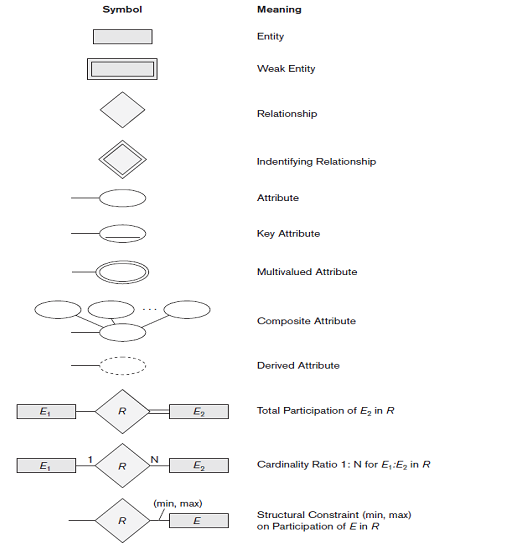 Symbol Meaning
Entity
Weak Entity
Relationship
Indentifying Relationship
Attribute
Key Attribute
Multivalued Attribute
. . .
Composite Attribute
Derived Attribute
E₁ R E₂ Total Participation of E₂ in R
E₁ 1 R N E₂ Cardinality Ratio 1: N for E₁:E₂ in R
(min, max)
R E
Structural Constraint (min, max)
on Participation of E in R